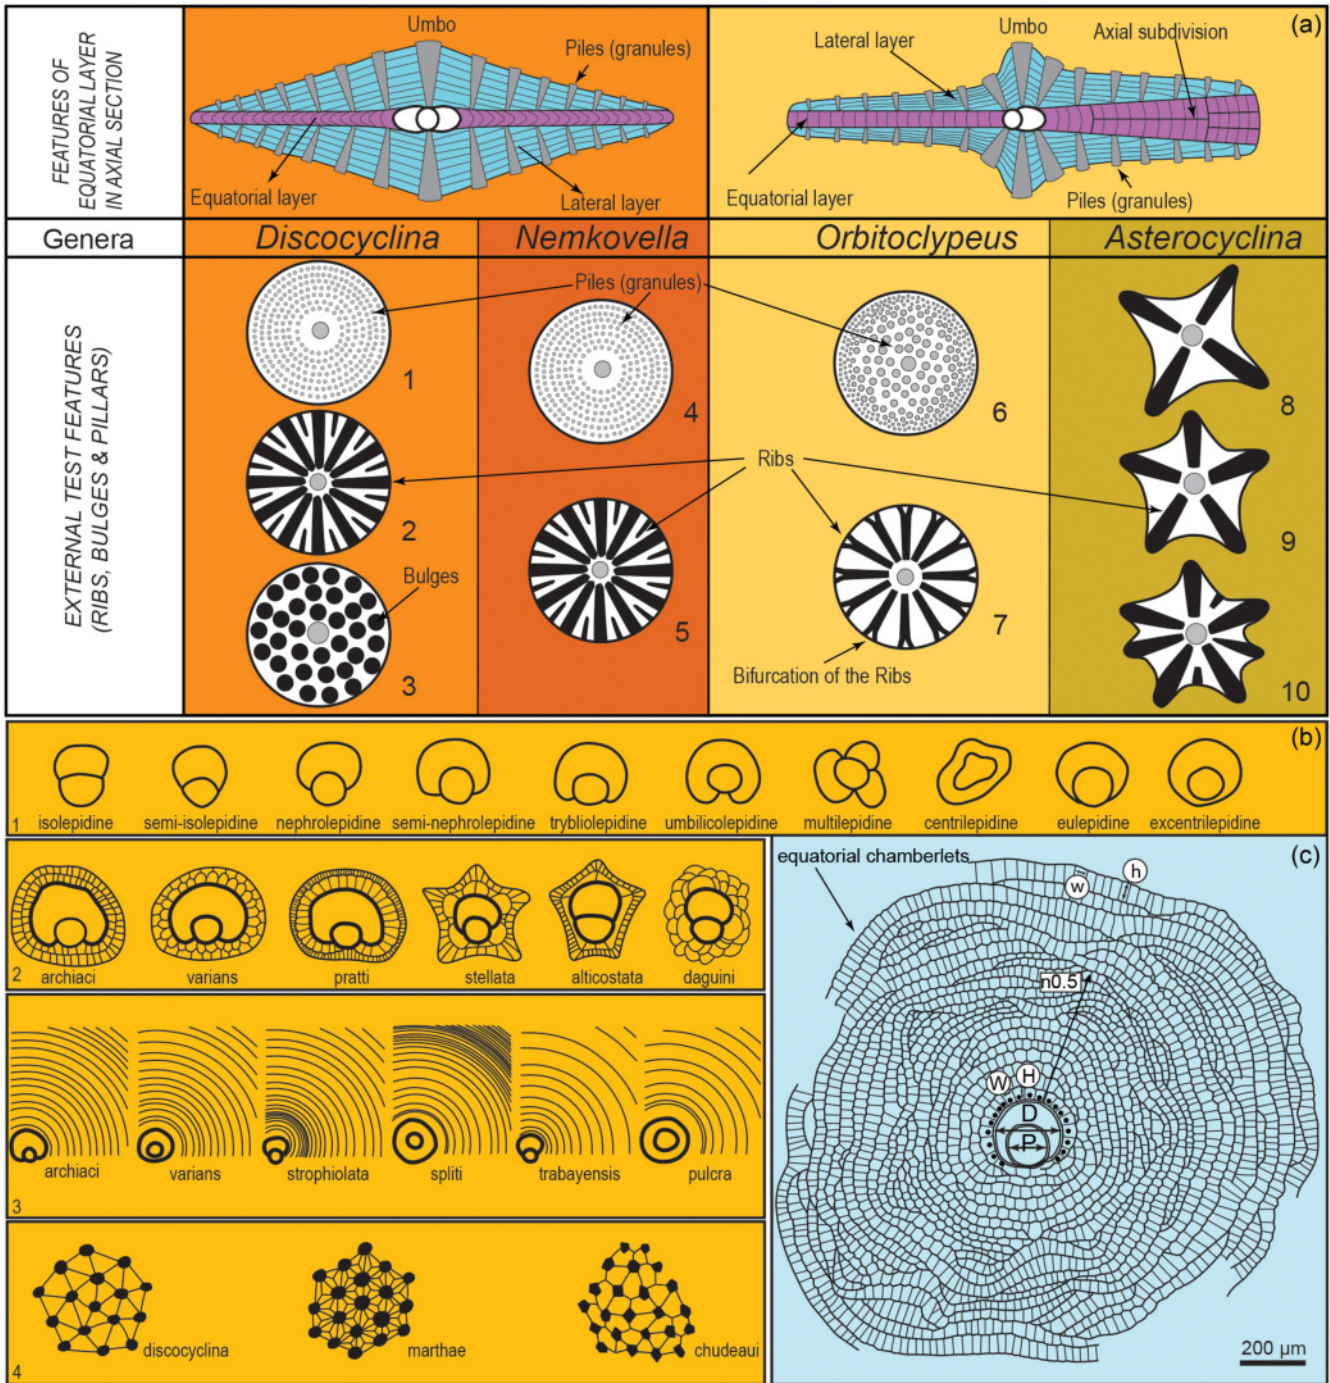 (a)
FEATURES OF
EQUATORIAL LAYER
IN AXIAL SECTION
Umbo
Piles (granules)
Equatorial layer
Lateral layer
Umbo
Lateral layer
Axial subdivision
Equatorial layer
Piles (granules)
Genera
Discocyclina
Nemkovella
Orbitoclypeus
Asterocyclina
EXTERNAL TEST FEATURES
(RIBS, BULGES & PILLARS)
Piles (granules)
1
4
6
8
Ribs
2
9
Bulges
3
5
7
Bifurcation of the Ribs
10
(b)
1
isolepidine
semi-isolepidine
nephrolepidine
semi-nephrolepidine
trybliolepidine
umbilicolepidine
multilepidine
centrilepidine
eulepidine
excentrilepidine
2
archiaci
varians
pratti
stellata
alticostata
daguini
3
archiaci
varians
strophiolata
spliti
trabayensis
pulcra
4
discocyclina
marthae
chudeaui
(c)
equatorial chamberlets
w
h
n0.5
W
H
D
P
200 µm